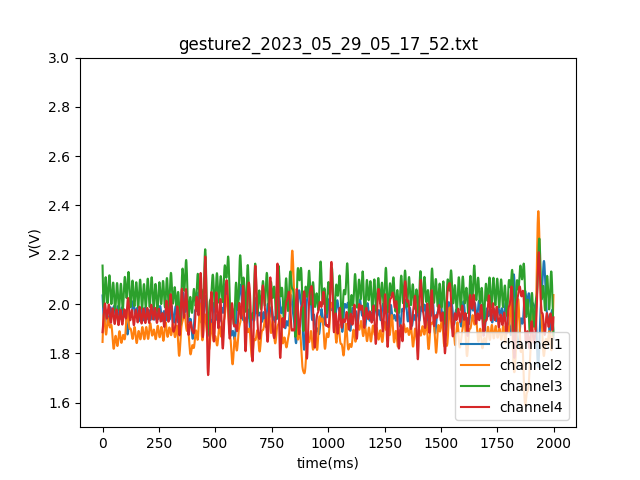 gesture2_2023_05_29_05_17_52.txt
3.0
2.8
2.6
2.4
2.2
2.0
1.8
1.6
V(V)
channel1
channel2
channel3
channel4
0 250 500 750 1000 1250 1500 1750 2000
time(ms)